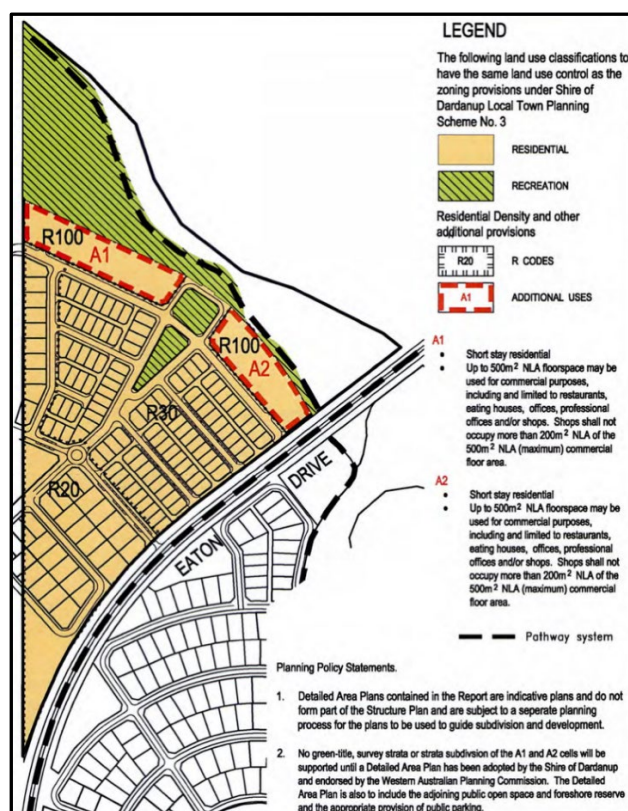 LEGEND
The following land use classifications to
have the same land use control as the
zoning provisions under Shire of
Dardanup Local Town Planning
Scheme No. 3
RESIDENTIAL
RECREATION
Residential Density and other
additional provisions
R20
R CODES
A1
ADDITIONAL USES
A1
• Short stay residential
• Up to 500m² NLA floorspace may be
used for commercial purposes,
including and limited to restaurants,
eating houses, offices, professional
offices and/or shops. Shops shall not
occupy more than 200m² NLA of the
500m² NLA (maximum) commercial
floor area.
A2
• Short stay residential
• Up to 500m² NLA floorspace may be
used for commercial purposes,
including and limited to restaurants,
eating houses, offices, professional
offices and/or shops. Shops shall not
occupy more than 200m² NLA of the
500m² NLA (maximum) commercial
floor area.
Pathway system
R100
A1
R100
A2
R30
R20
EATON DRIVE
Planning Policy Statements.
1. Detailed Area Plans contained in the Report are indicative plans and do not
form part of the Structure Plan and are subject to a seperate planning
process for the plans to be used to guide subdivision and development.
2. No green-title, survey strata or strata subdivision of the A1 and A2 cells will be
supported until a Detailed Area Plan has been adopted by the Shire of Dardanup
and endorsed by the Western Australian Planning Commission. The Detailed
Area Plan is also to include the adjoining public open space and foreshore reserve
and the appropriate provision of public parking.